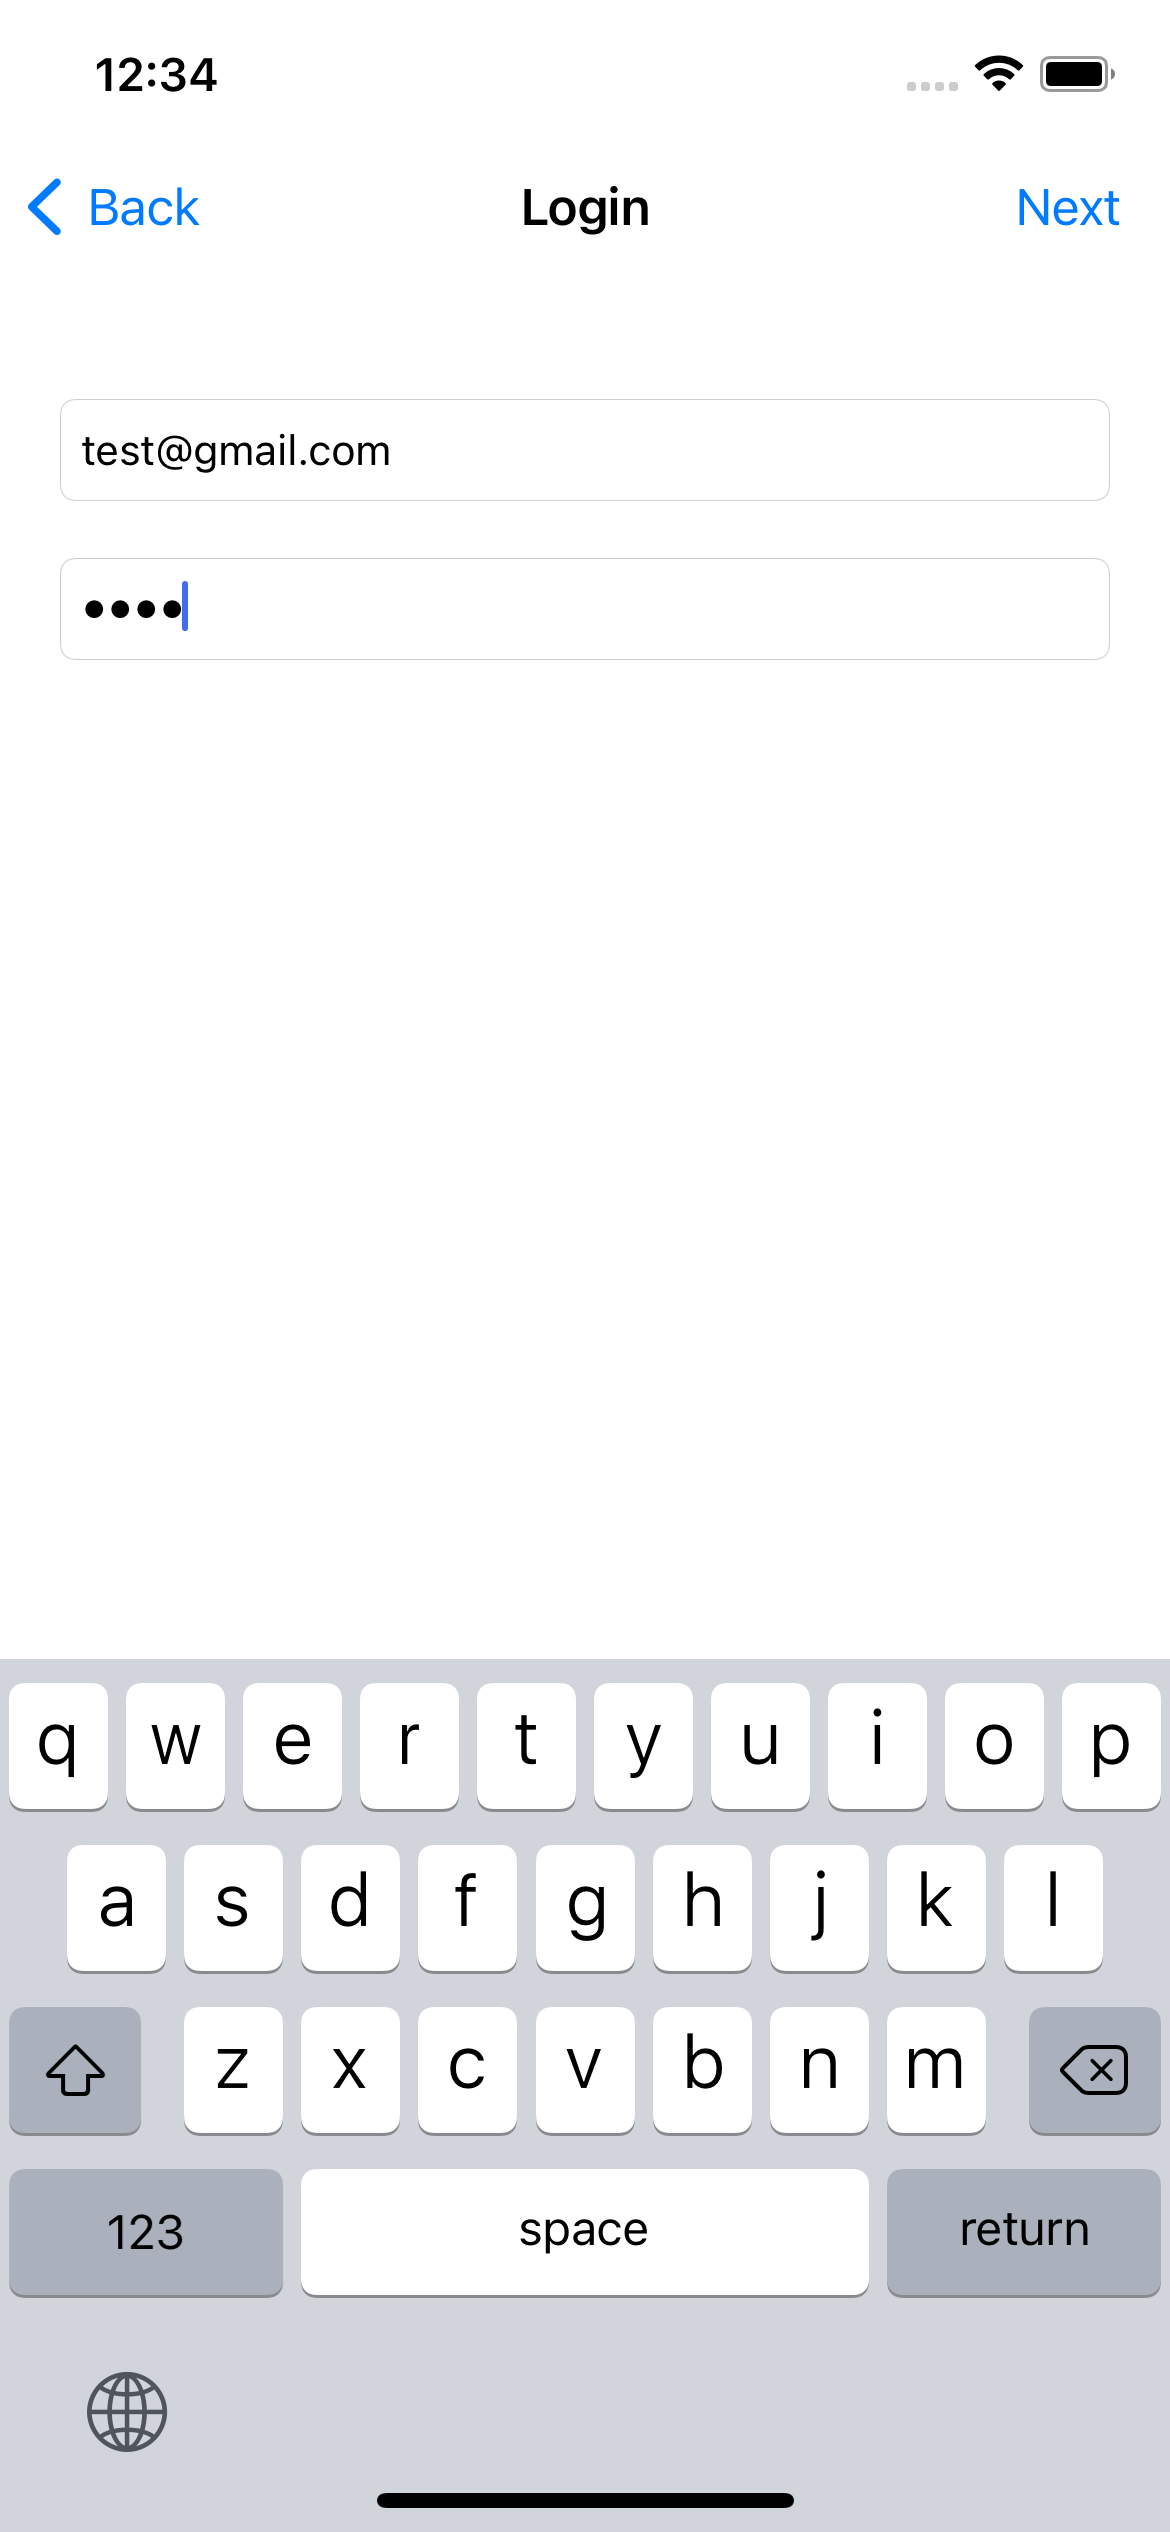 12:34
Back Login Next
test@gmail.com
••••
q w e r t y u i o p
a s d f g h j k l
z x c v b n m
123 space return